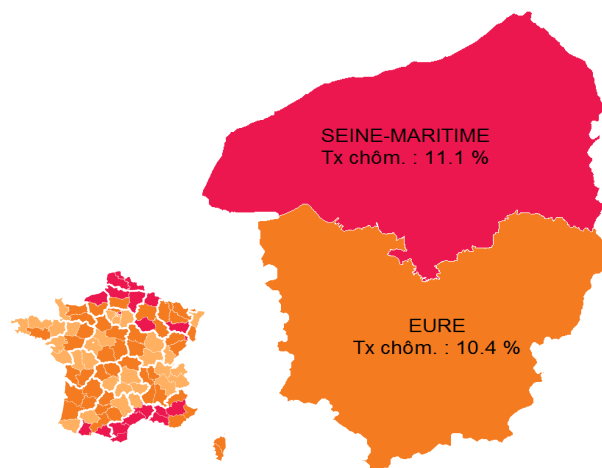 SEINE-MARITIME
Tx chôm. : 11.1 %
EURE
Tx chôm. : 10.4 %